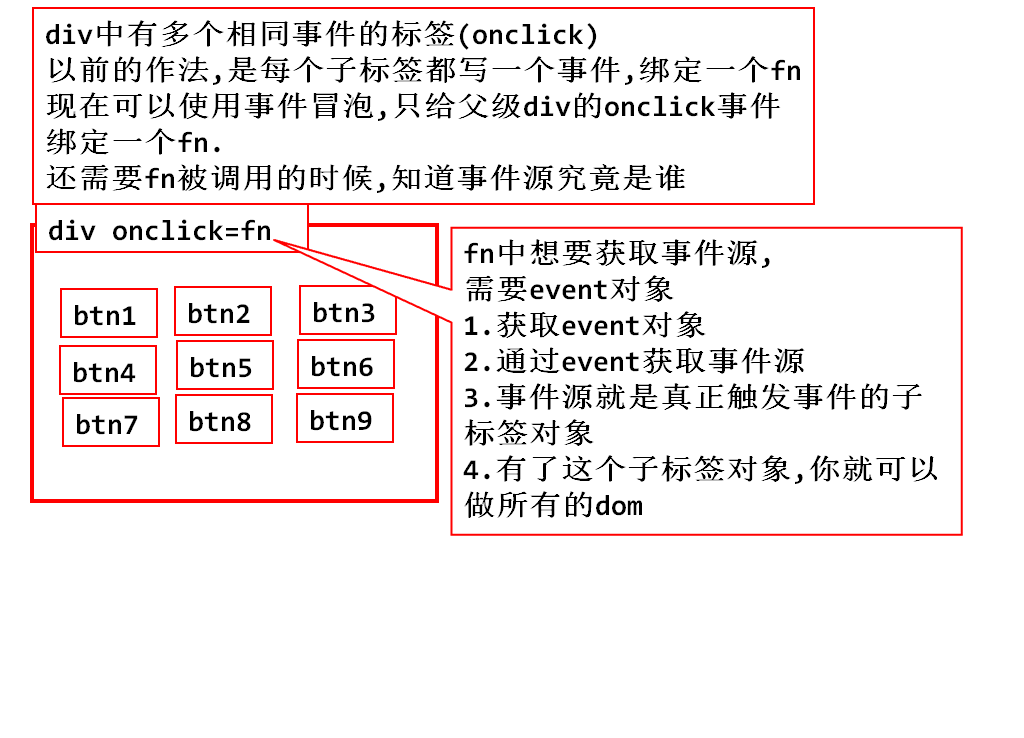 div中有多个相同事件的标签(onclick)
以前的作法,是每个子标签都写一个事件,绑定一个fn
现在可以使用事件冒泡,只给父级div的onclick事件
绑定一个fn.
还需要fn被调用的时候,知道事件源究竟是谁
div onclick=fn
btn1
btn2
btn3
btn4
btn5
btn6
btn7
btn8
btn9
fn中想要获取事件源,
需要event对象
1.获取event对象
2.通过event获取事件源
3.事件源就是真正触发事件的子
标签对象
4.有了这个子标签对象,你就可以
做所有的dom